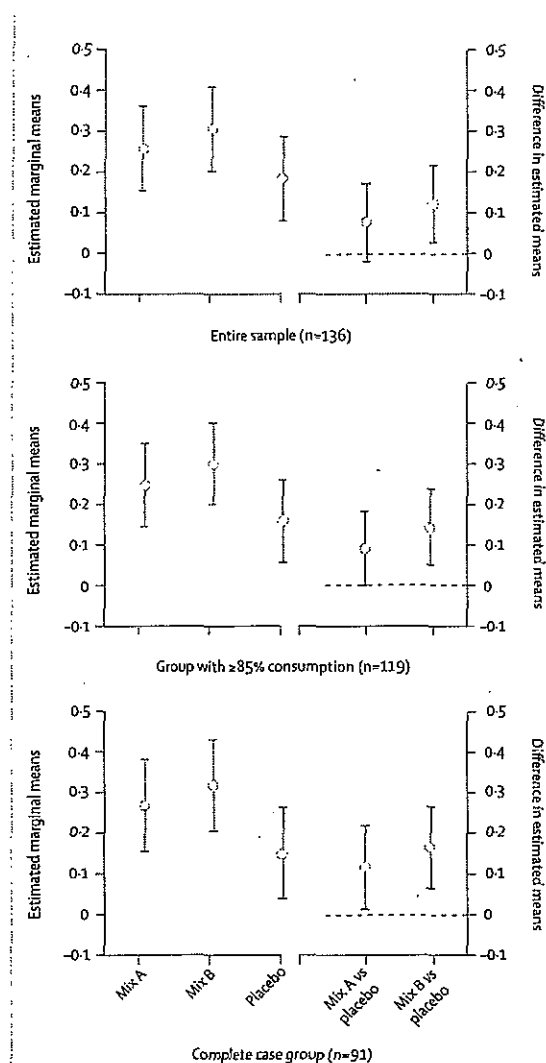 0·5
0·4
0·3
0·2
0·1
0
−0·1
Estimated marginal means
0·5
0·4
0·3
0·2
0·1
0
−0·1
Difference in estimated means
Entire sample (n=136)
0·5
0·4
0·3
0·2
0·1
0
−0·1
Estimated marginal means
0·5
0·4
0·3
0·2
0·1
0
−0·1
Difference in estimated means
Group with ≥85% consumption (n=119)
0·5
0·4
0·3
0·2
0·1
0
−0·1
Estimated marginal means
0·5
0·4
0·3
0·2
0·1
0
−0·1
Difference in estimated means
Mix A
Mix B
Placebo
Mix A vs
placebo
Mix B vs
placebo
Complete case group (n=91)